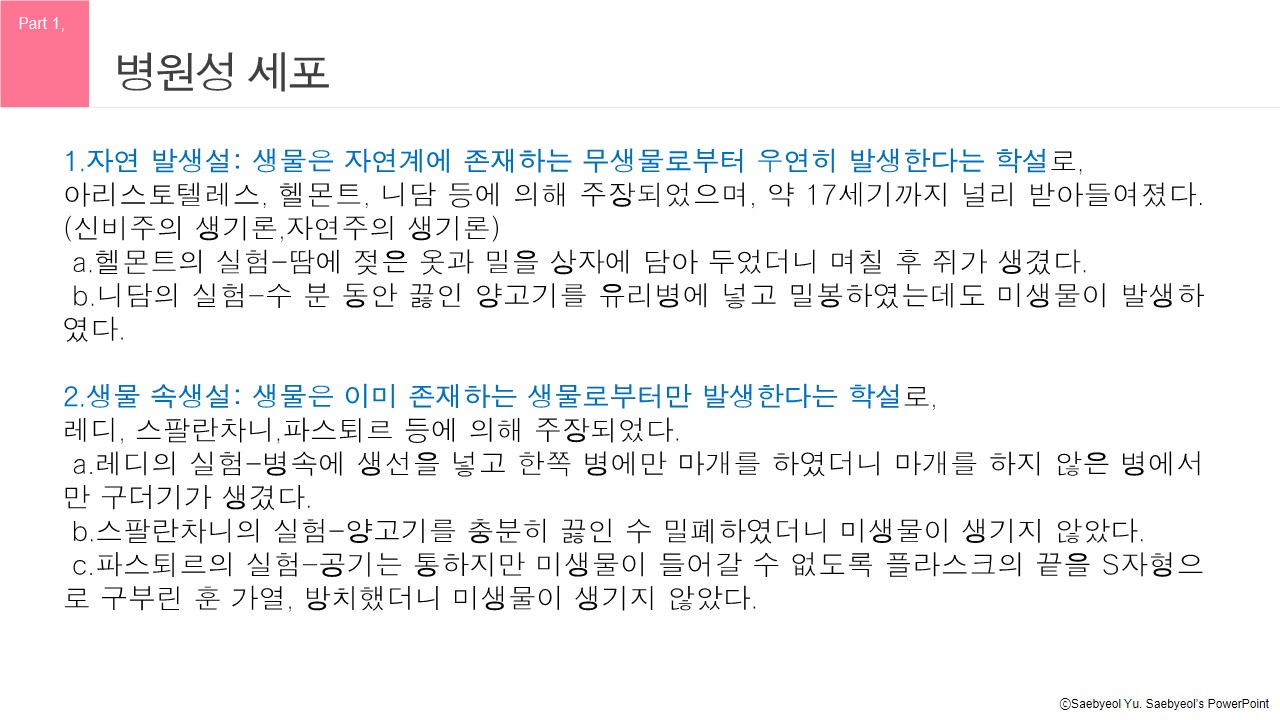 Part 1,
병원성 세포
1.자연 발생설: 생물은 자연계에 존재하는 무생물로부터 우연히 발생한다는 학설로,
아리스토텔레스, 헬몬트, 니담 등에 의해 주장되었으며, 약 17세기까지 널리 받아들여졌다.
(신비주의 생기론,자연주의 생기론)
a.헬몬트의 실험-땀에 젖은 옷과 밀을 상자에 담아 두었더니 며칠 후 쥐가 생겼다.
b.니담의 실험-수 분 동안 끓인 양고기를 유리병에 넣고 밀봉하였는데도 미생물이 발생하
였다.
2.생물 속생설: 생물은 이미 존재하는 생물로부터만 발생한다는 학설로,
레디, 스팔란차니,파스퇴르 등에 의해 주장되었다.
a.레디의 실험-병속에 생선을 넣고 한쪽 병에만 마개를 하였더니 마개를 하지 않은 병에서
만 구더기가 생겼다.
b.스팔란차니의 실험-양고기를 충분히 끓인 수 밀폐하였더니 미생물이 생기지 않았다.
c.파스퇴르의 실험-공기는 통하지만 미생물이 들어갈 수 없도록 플라스크의 끝을 S자형으
로 구부린 훈 가열, 방치했더니 미생물이 생기지 않았다.
ⓒSaebyeol Yu. Saebyeol's PowerPoint